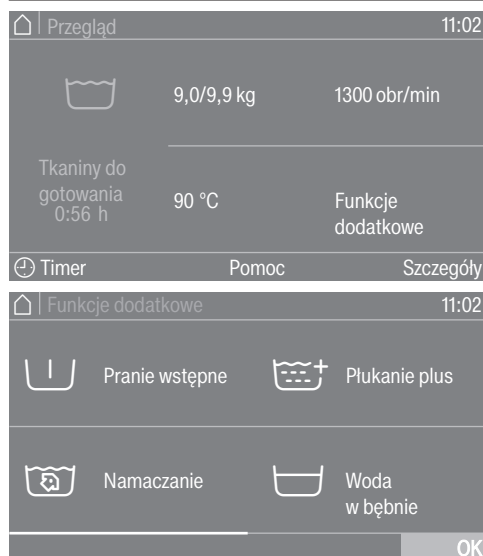 Przegląd 11:02
9,0/9,9 kg 1300 obr/min
Tkaniny do
gotowania
0:56 h
90 °C Funkcje
dodatkowe
Timer Pomoc Szczegóły
Funkcje dodatkowe 11:02
Pranie wstępne Płukanie plus
Namaczanie Woda
w bębnie
OK